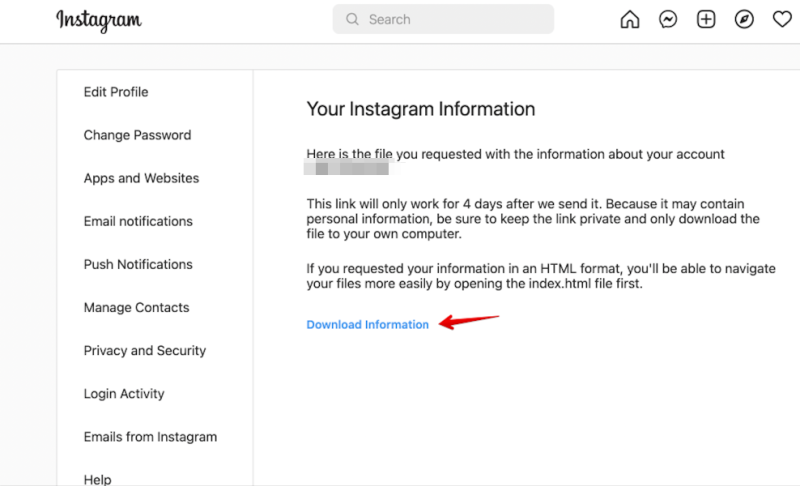 Instagram
Search
Edit Profile
Change Password
Apps and Websites
Email notifications
Push Notifications
Manage Contacts
Privacy and Security
Login Activity
Emails from Instagram
Help
Your Instagram Information
Here is the file you requested with the information about your account
This link will only work for 4 days after we send it. Because it may contain
personal information, be sure to keep the link private and only download the
file to your own computer.
If you requested your information in an HTML format, you'll be able to navigate
your files more easily by opening the index.html file first.
Download Information